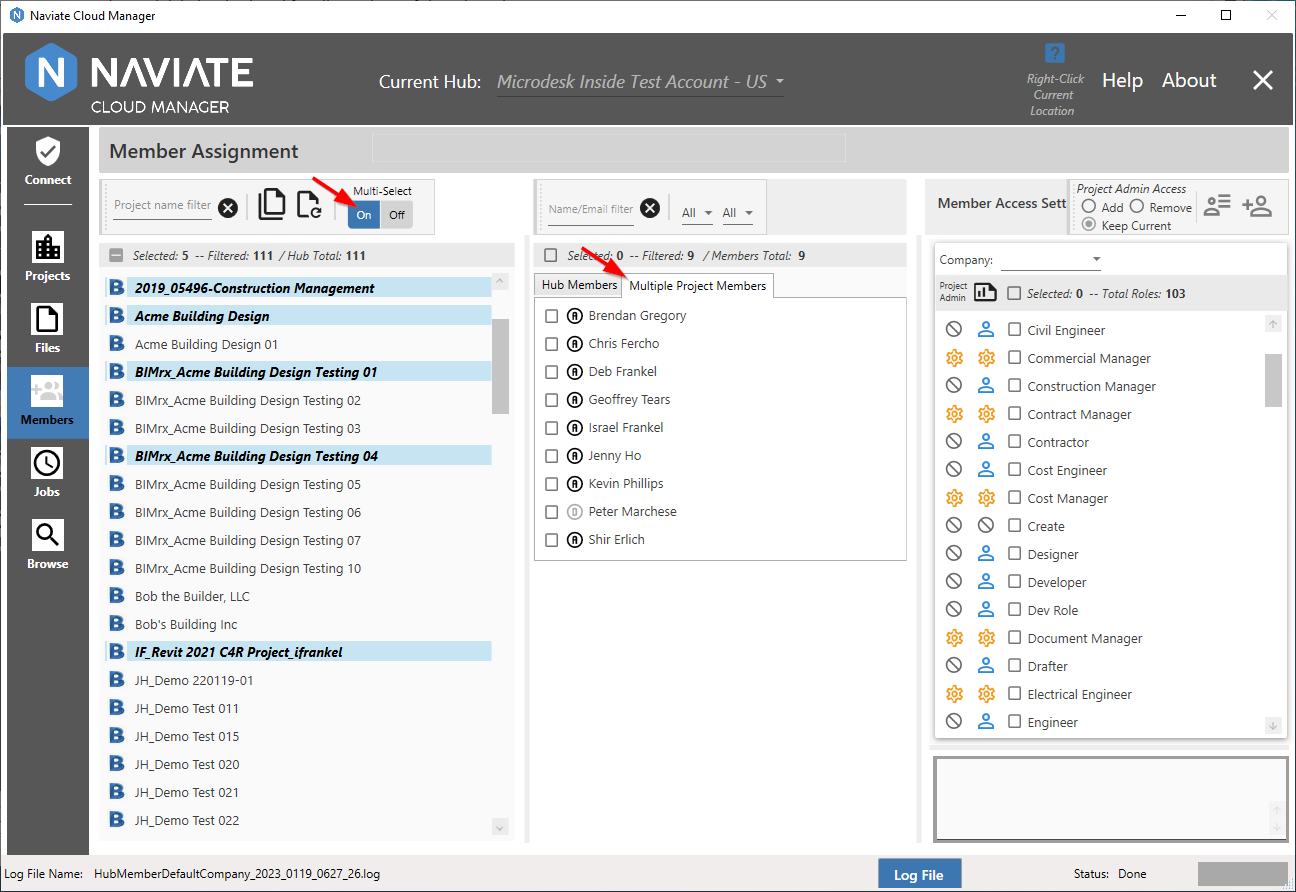 Naviate Cloud Manager
NAVIATE
CLOUD MANAGER
Current Hub: Microdesk Inside Test Account - US
?
Right-Click
Current
Location
Help About
Connect
Projects
Files
Members
Jobs
Browse
Member Assignment
Project name filter
Multi-Select
On Off
Selected: 5 -- Filtered: 111 / Hub Total: 111
B 2019_05496-Construction Management
B Acme Building Design
B Acme Building Design 01
B BIMrx_Acme Building Design Testing 01
B BIMrx_Acme Building Design Testing 02
B BIMrx_Acme Building Design Testing 03
B BIMrx_Acme Building Design Testing 04
B BIMrx_Acme Building Design Testing 05
B BIMrx_Acme Building Design Testing 06
B BIMrx_Acme Building Design Testing 07
B BIMrx_Acme Building Design Testing 10
B Bob the Builder, LLC
B Bob's Building Inc
B IF_Revit 2021 C4R Project_ifrankel
B JH_Demo 220119-01
B JH_Demo Test 011
B JH_Demo Test 015
B JH_Demo Test 020
B JH_Demo Test 021
B JH_Demo Test 022
Name/Email filter
All All
Selected: 0 -- Filtered: 9 / Members Total: 9
Hub Members Multiple Project Members
A Brendan Gregory
A Chris Fercho
A Deb Frankel
A Geoffrey Tears
A Israel Frankel
A Jenny Ho
A Kevin Phillips
D Peter Marchese
A Shir Erlich
Member Access Sett
Project Admin Access
Add Remove
Keep Current
Company:
Project
Admin
Selected: 0 -- Total Roles: 103
Civil Engineer
Commercial Manager
Construction Manager
Contract Manager
Contractor
Cost Engineer
Cost Manager
Create
Designer
Developer
Dev Role
Document Manager
Drafter
Electrical Engineer
Engineer
Log File Name: HubMemberDefaultCompany_2023_0119_0627_26.log
Log File
Status: Done